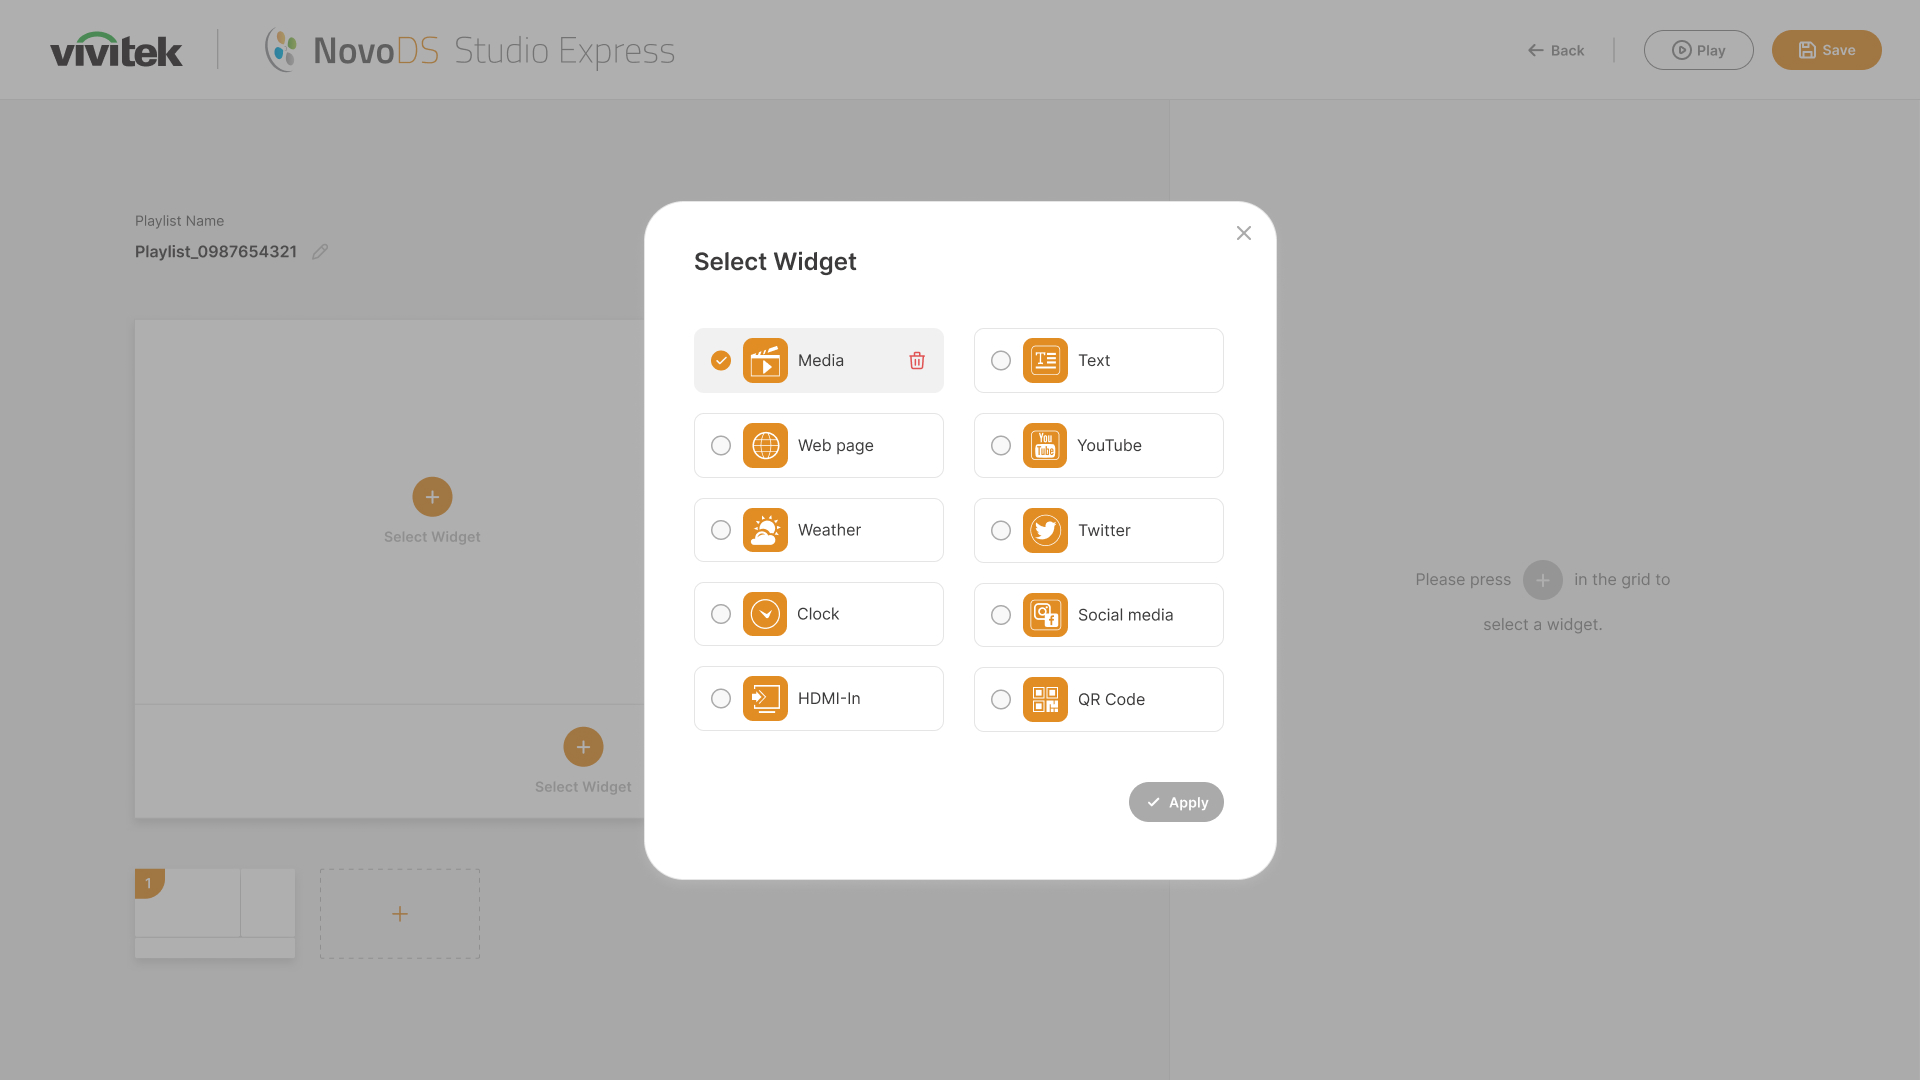 vivitek
NovoDS Studio Express
Back
Play
Save
Playlist Name
Playlist_0987654321
Select Widget
Select Widget
1
Select Widget
Media
Text
Web page
You
Tube
YouTube
Weather
Twitter
Clock
Social media
HDMI-In
QR Code
Apply
Please press + in the grid to
select a widget.